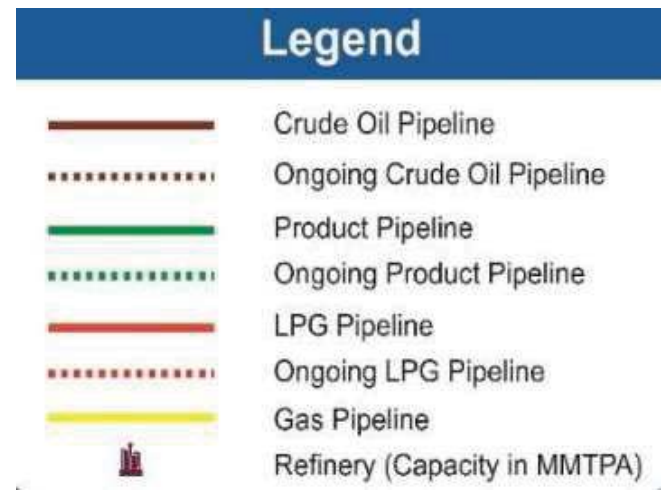 Legend
Crude Oil Pipeline
Ongoing Crude Oil Pipeline
Product Pipeline
Ongoing Product Pipeline
LPG Pipeline
Ongoing LPG Pipeline
Gas Pipeline
Refinery (Capacity in MMTPA)